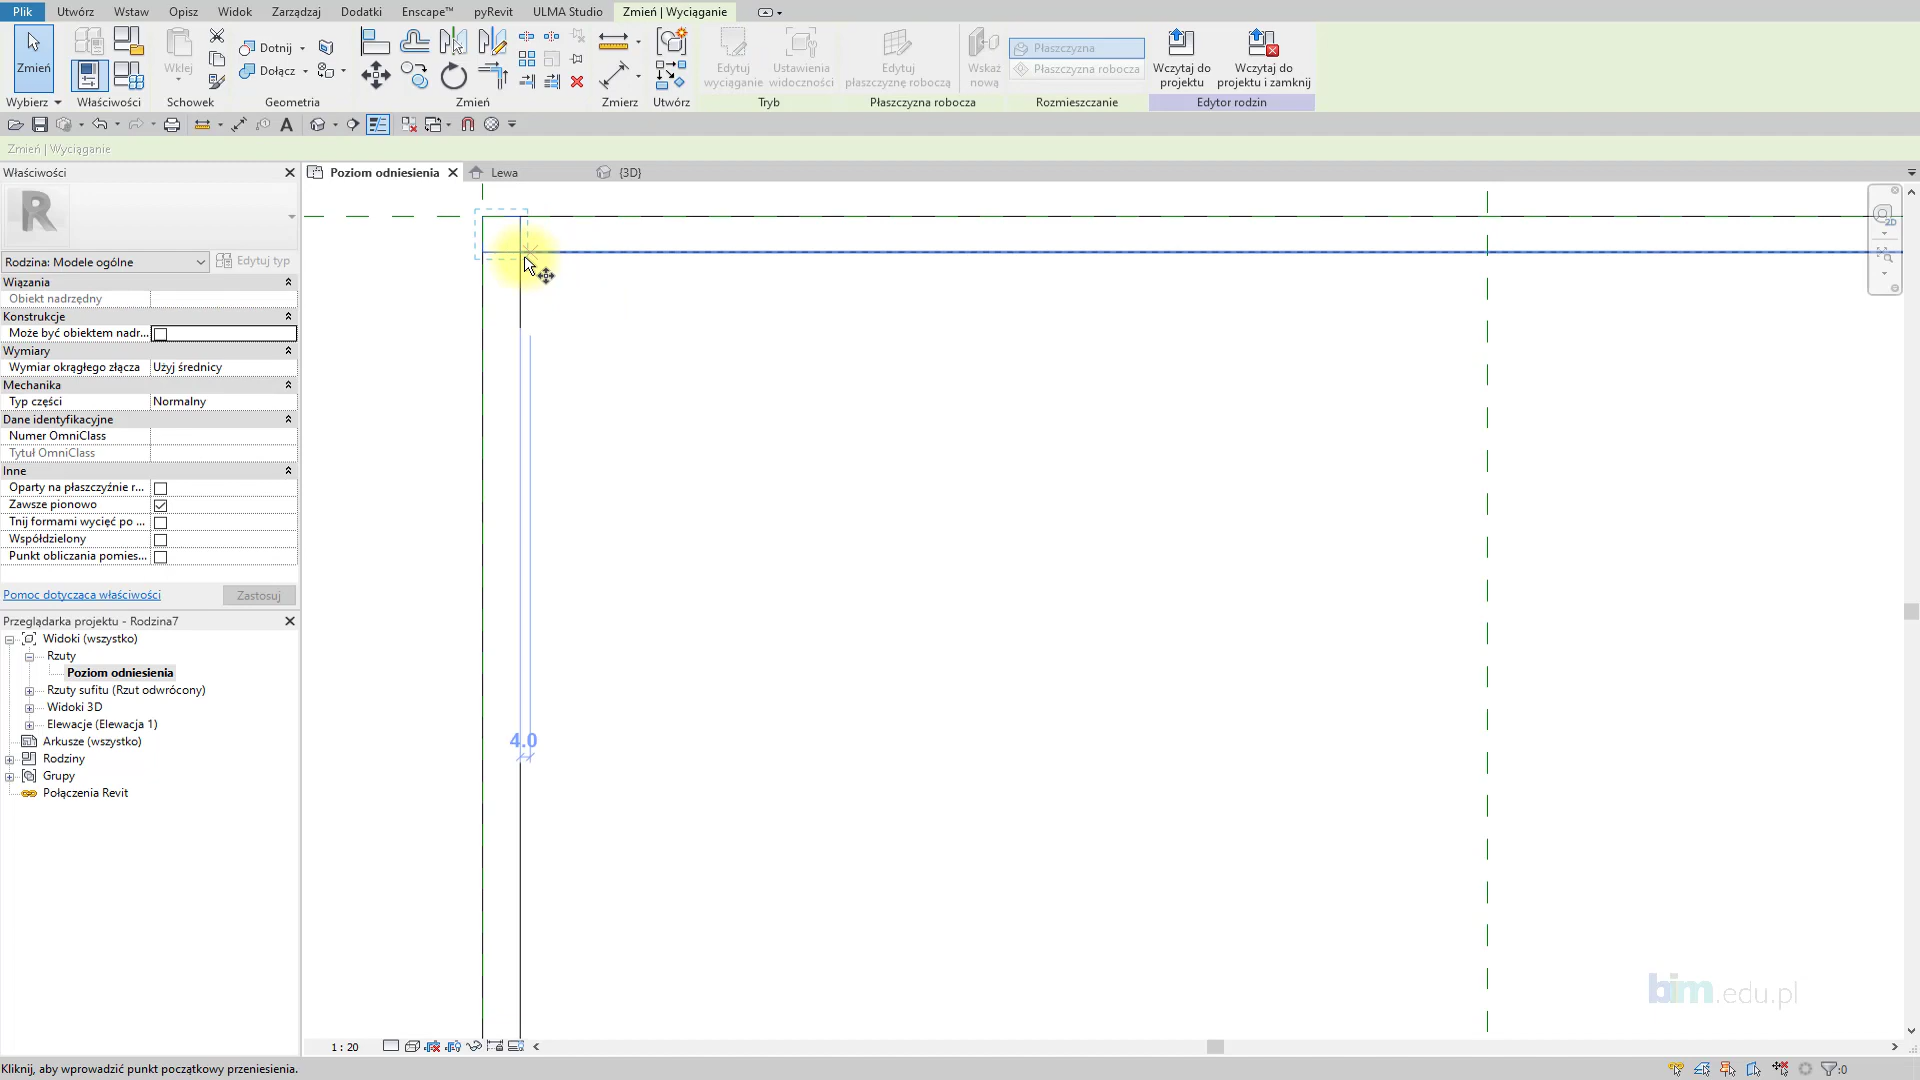 Plik Utwórz Wstaw Opisz Widok Zarządzaj Dodatki Enscape™ pyRevit ULMA Studio Zmień | Wyciąganie
Zmień
Wklej
Dotnij
Dołącz
Edytuj wyciąganie
Ustawienia widoczności
Edytuj płaszczyznę roboczą
Wskaż nową
Płaszczyzna
Płaszczyzna robocza
Wczytaj do projektu
Wczytaj do projektu i zamknij
Wybierz Właściwości Schowek Geometria Zmień Zmierz Utwórz Tryb Płaszczyzna robocza Rozmieszczanie Edytor rodzin
Zmień | Wyciąganie
Właściwości
Poziom odniesienia Lewa {3D}
Rodzina: Modele ogólne Edytuj typ
Wiązania
Obiekt nadrzędny
Konstrukcje
Może być obiektem nadr...
Wymiary
Wymiar okrągłego złącza Użyj średnicy
Mechanika
Typ części Normalny
Dane identyfikacyjne
Numer OmniClass
Tytuł OmniClass
Inne
Oparty na płaszczyźnie r...
Zawsze pionowo
Tnij formami wycięć po ...
Współdzielony
Punkt obliczania pomies...
Pomoc dotycząca właściwości Zastosuj
Przeglądarka projektu - Rodzina7
Widoki (wszystko)
Rzuty
Poziom odniesienia
Rzuty sufitu (Rzut odwrócony)
Widoki 3D
Elewacje (Elewacja 1)
Arkusze (wszystko)
Rodziny
Grupy
Połączenia Revit
4.0
2D
bim.edu.pl
1 : 20
Kliknij, aby wprowadzić punkt początkowy przeniesienia.
:0